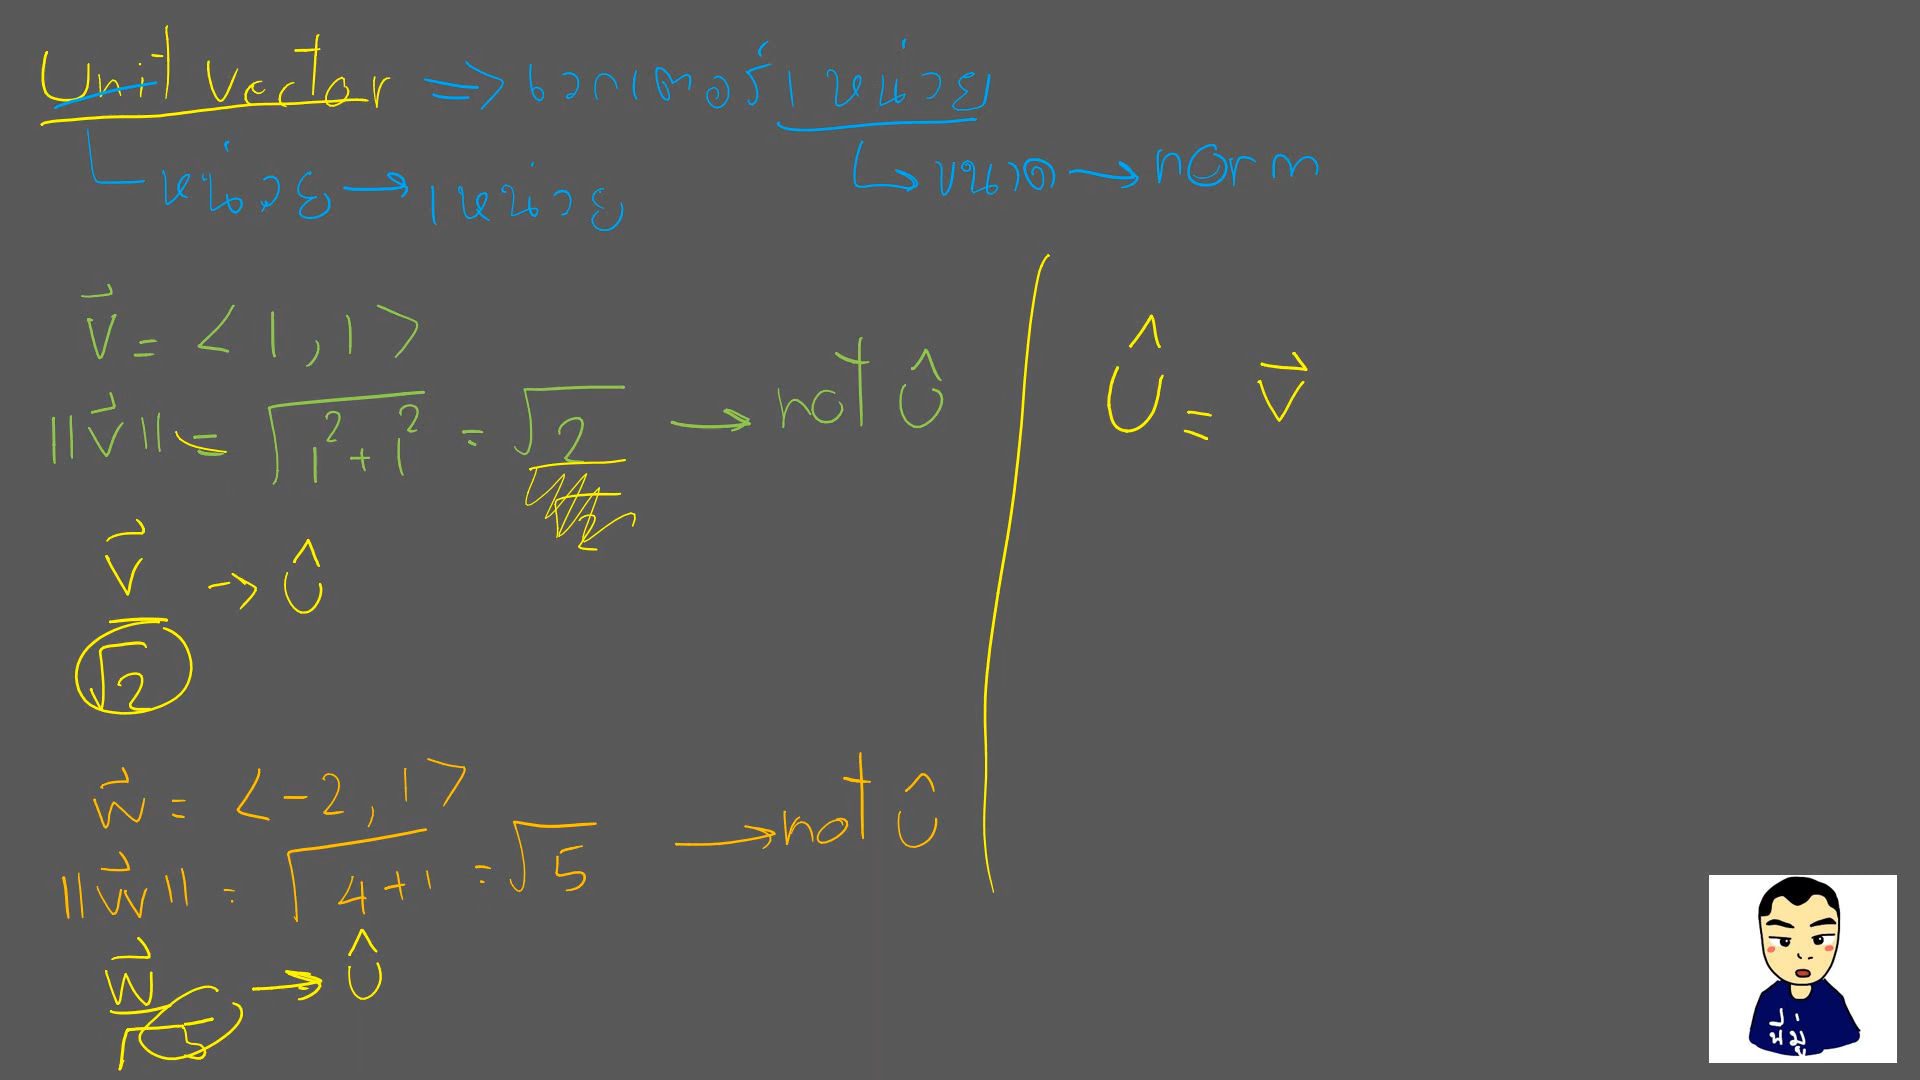 Unit vector => เวกเตอร์ 1 หน่วย
หน่วย → 1 หน่วย
ขนาด → norm
v⃗ = <1, 1>
||v⃗|| = √(1² + 1²) = √2 → not Û
v⃗/√2 → Û
w⃗ = <-2, 1>
||w⃗|| = √(4+1) = √5 → not Û
w⃗/√5 → Û
Û = v⃗
พี่มู